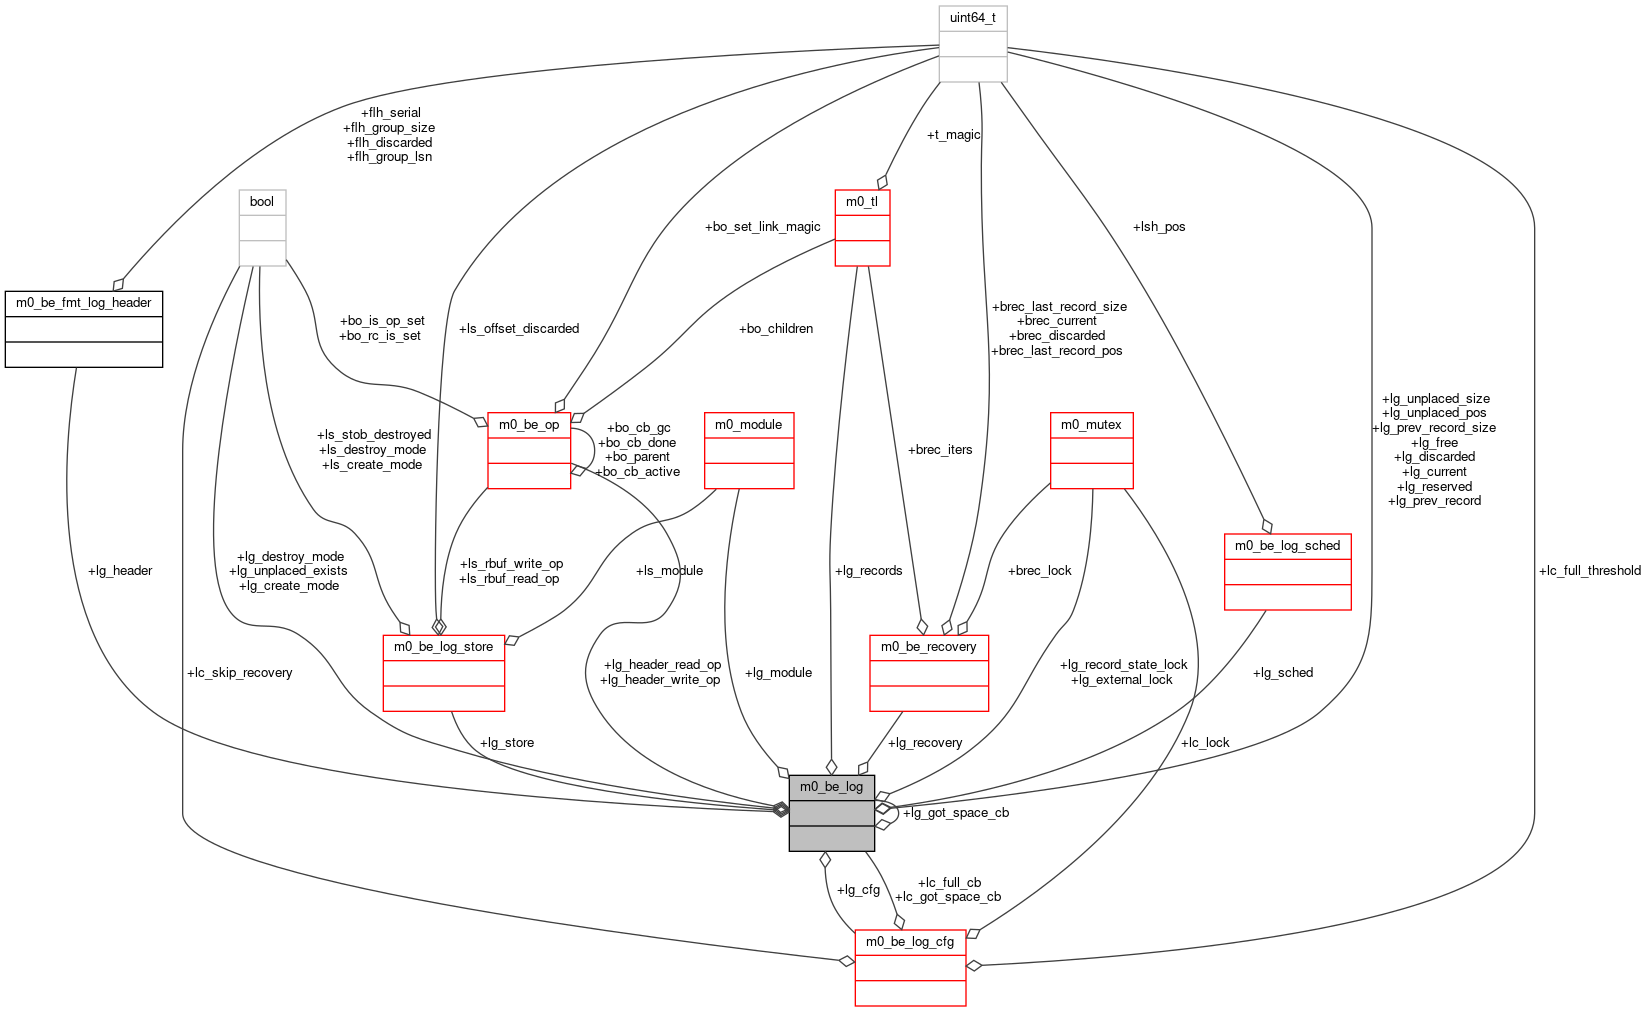 uint64_t
+flh_serial
+flh_group_size
+flh_discarded
+flh_group_lsn
+t_magic
bool
m0_tl
+bo_set_link_magic
+lsh_pos
m0_be_fmt_log_header
+bo_is_op_set
+bo_rc_is_set
+ls_offset_discarded
+bo_children
+brec_last_record_size
+brec_current
+brec_discarded
+brec_last_record_pos
+lg_unplaced_size
+lg_unplaced_pos
+lg_prev_record_size
+lg_free
+lg_discarded
+lg_current
+lg_reserved
+lg_prev_record
+ls_stob_destroyed
+ls_destroy_mode
+ls_create_mode
m0_be_op
+bo_cb_gc
+bo_cb_done
+bo_parent
+bo_cb_active
m0_module
+brec_iters
m0_mutex
m0_be_log_sched
+lg_header
+lg_destroy_mode
+lg_unplaced_exists
+lg_create_mode
+ls_rbuf_write_op
+ls_rbuf_read_op
+ls_module
+lg_records
+brec_lock
+lc_full_threshold
m0_be_log_store
m0_be_recovery
+lc_skip_recovery
+lg_header_read_op
+lg_header_write_op
+lg_module
+lg_record_state_lock
+lg_external_lock
+lg_sched
+lg_store
+lg_recovery
+lc_lock
m0_be_log
+lg_got_space_cb
+lg_cfg
+lc_full_cb
+lc_got_space_cb
m0_be_log_cfg